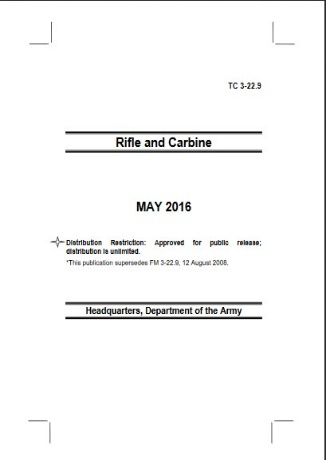 TC 3-22.9
Rifle and Carbine
MAY 2016
Distribution Restriction: Approved for public release;
distribution is unlimited.
*This publication supersedes FM 3-22.9, 12 August 2008.
Headquarters, Department of the Army